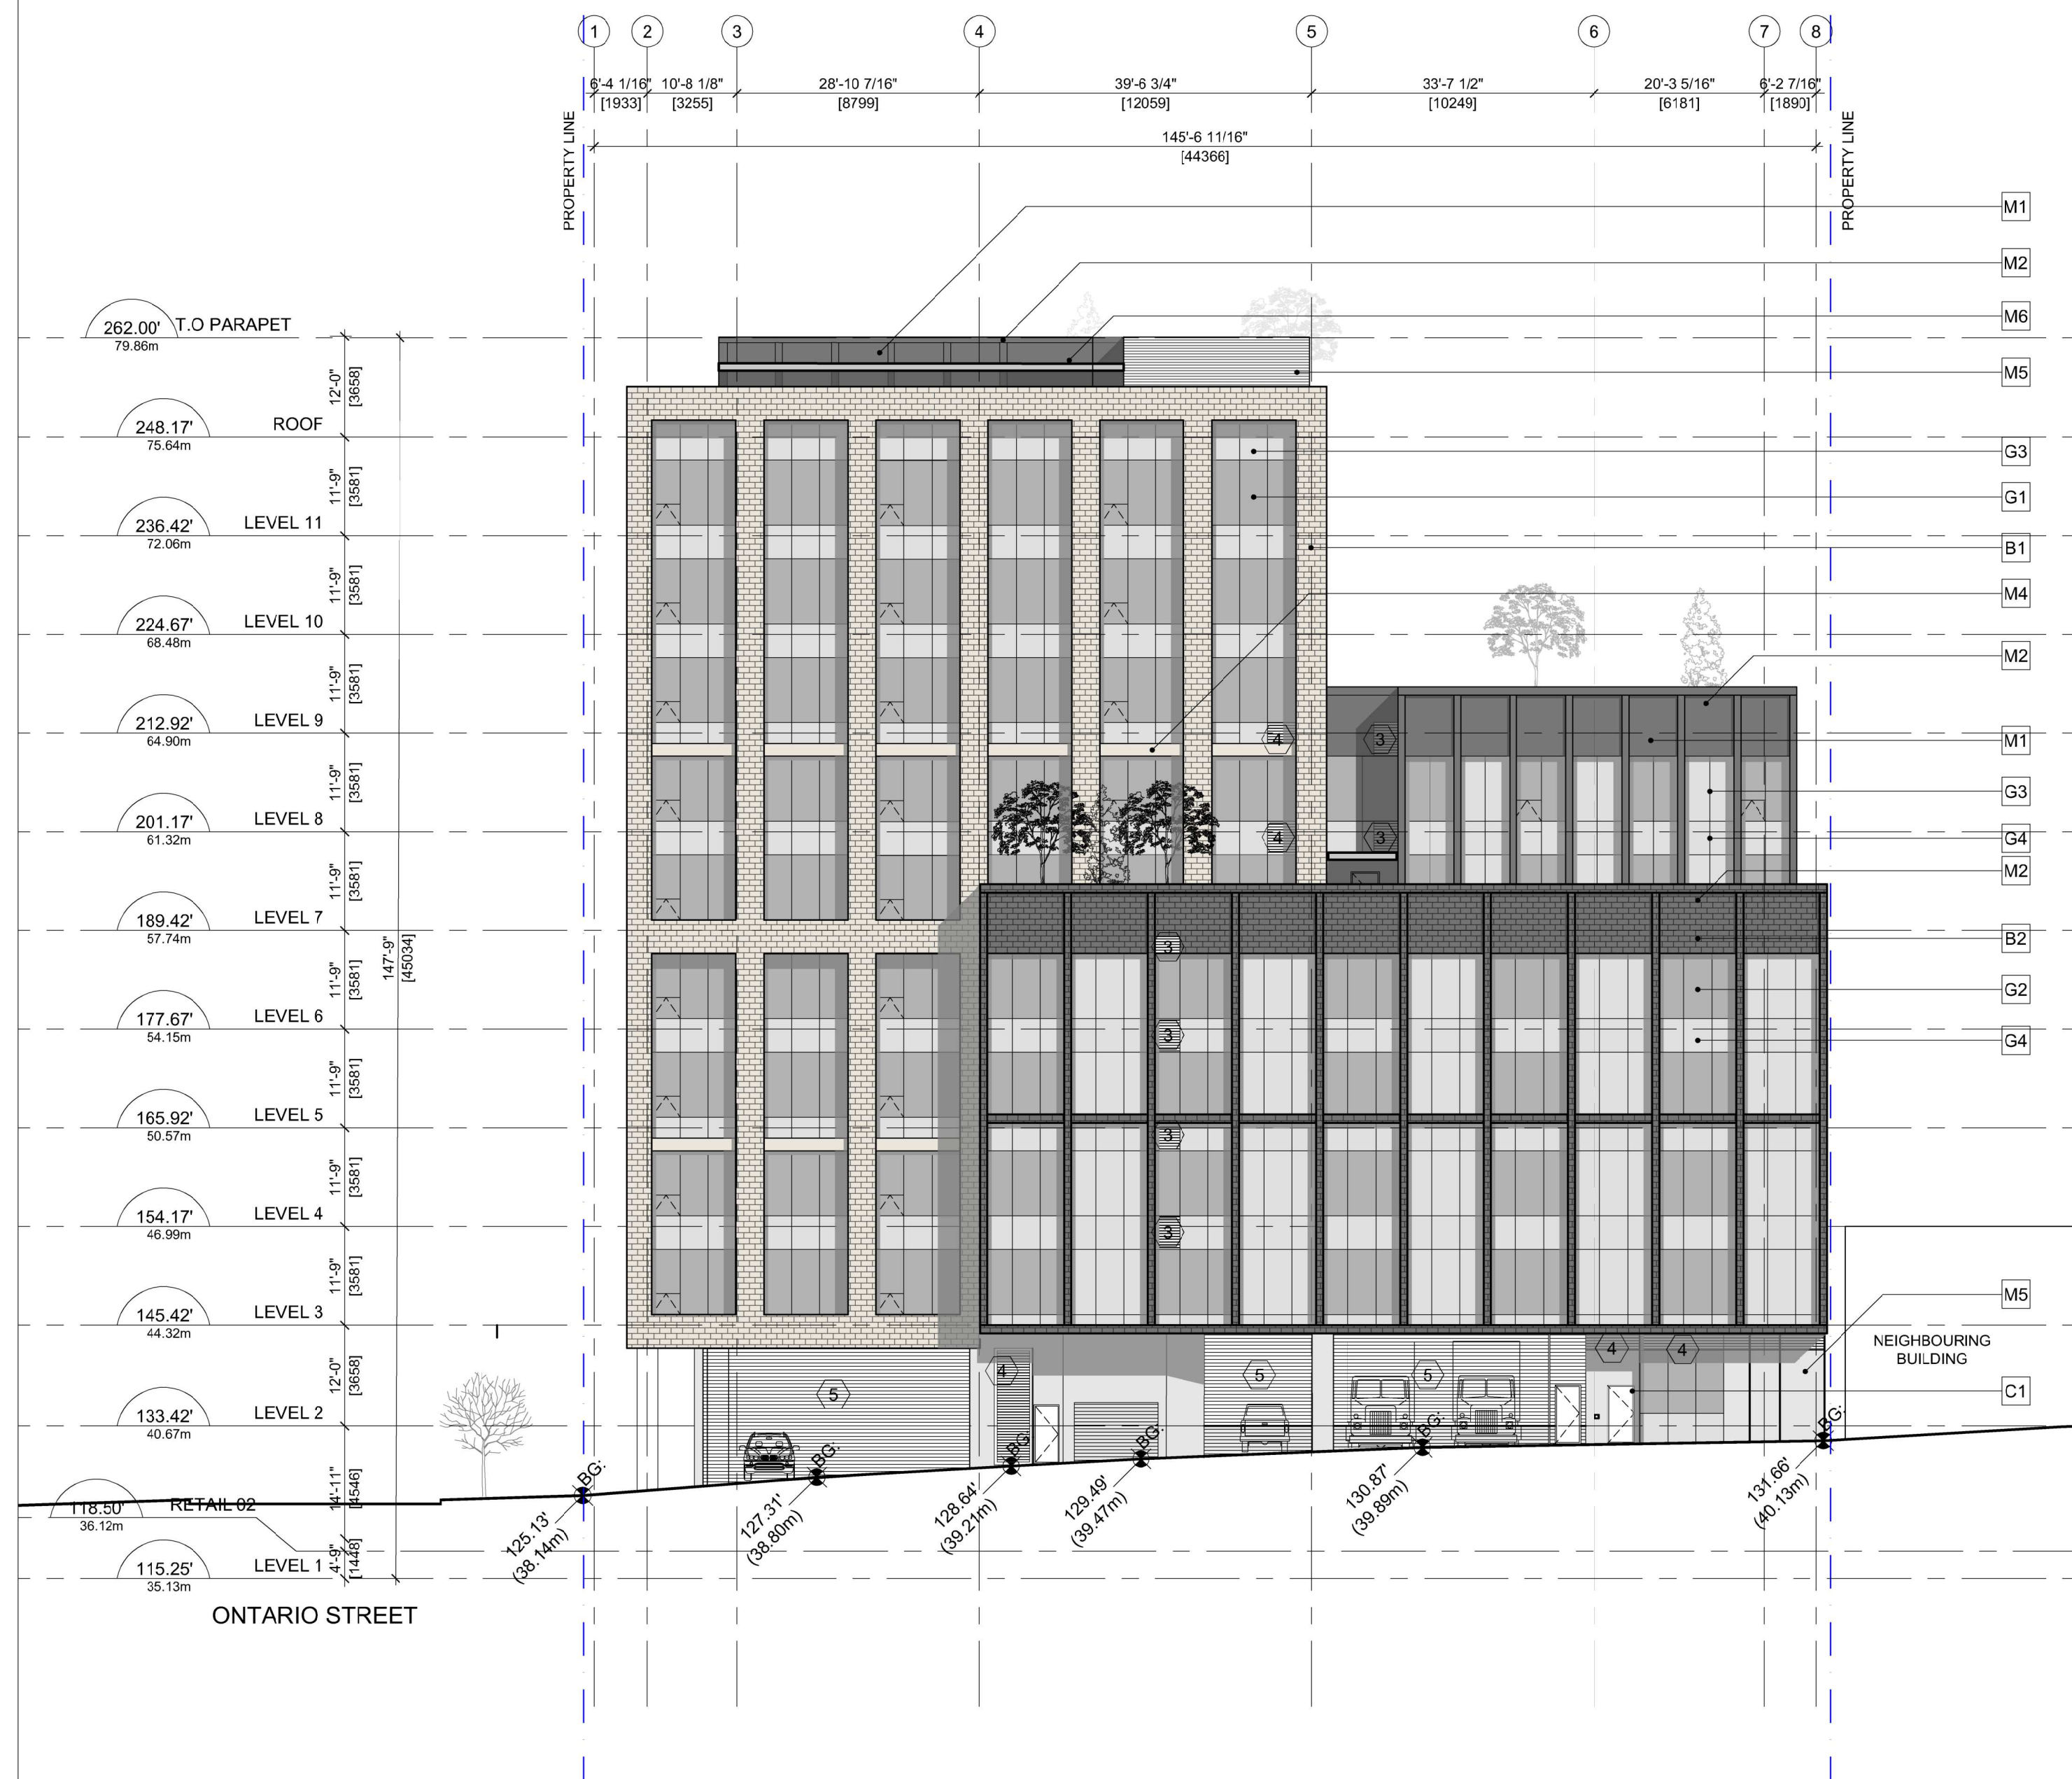 1 2 3 4 5 6 7 8
6'-4 1/16" 10'-8 1/8" 28'-10 7/16" 39'-6 3/4" 33'-7 1/2" 20'-3 5/16" 6'-2 7/16"
[1933] [3255] [8799] [12059] [10249] [6181] [1890]
145'-6 11/16"
[44366]
PROPERTY LINE
PROPERTY LINE
M1
M2
M6
M5
G3
G1
B1
M4
M2
M1
G3
G4
M2
B2
G2
G4
M5
C1
262.00' T.O PARAPET
79.86m
12'-0"
[3658]
248.17' ROOF
75.64m
11'-9"
[3581]
236.42' LEVEL 11
72.06m
11'-9"
[3581]
224.67' LEVEL 10
68.48m
11'-9"
[3581]
212.92' LEVEL 9
64.90m
11'-9"
[3581]
201.17' LEVEL 8
61.32m
11'-9"
[3581]
189.42' LEVEL 7
57.74m
11'-9"
[3581]
177.67' LEVEL 6
54.15m
11'-9"
[3581]
165.92' LEVEL 5
50.57m
11'-9"
[3581]
154.17' LEVEL 4
46.99m
11'-9"
[3581]
145.42' LEVEL 3
44.32m
12'-0"
[3658]
133.42' LEVEL 2
40.67m
14'-11"
[4546]
118.50' RETAIL 02
36.12m
4'-9"
[1448]
115.25' LEVEL 1
35.13m
147'-9"
[45034]
ONTARIO STREET
4 3
4 3
3
3
3
3
5 4 5 5 4 4
NEIGHBOURING
BUILDING
BG:
125.13'
(38.14m)
BG:
127.31'
(38.80m)
BG:
128.64'
(39.21m)
BG:
129.49'
(39.47m)
BG:
130.87'
(39.89m)
BG:
131.66'
(40.13m)